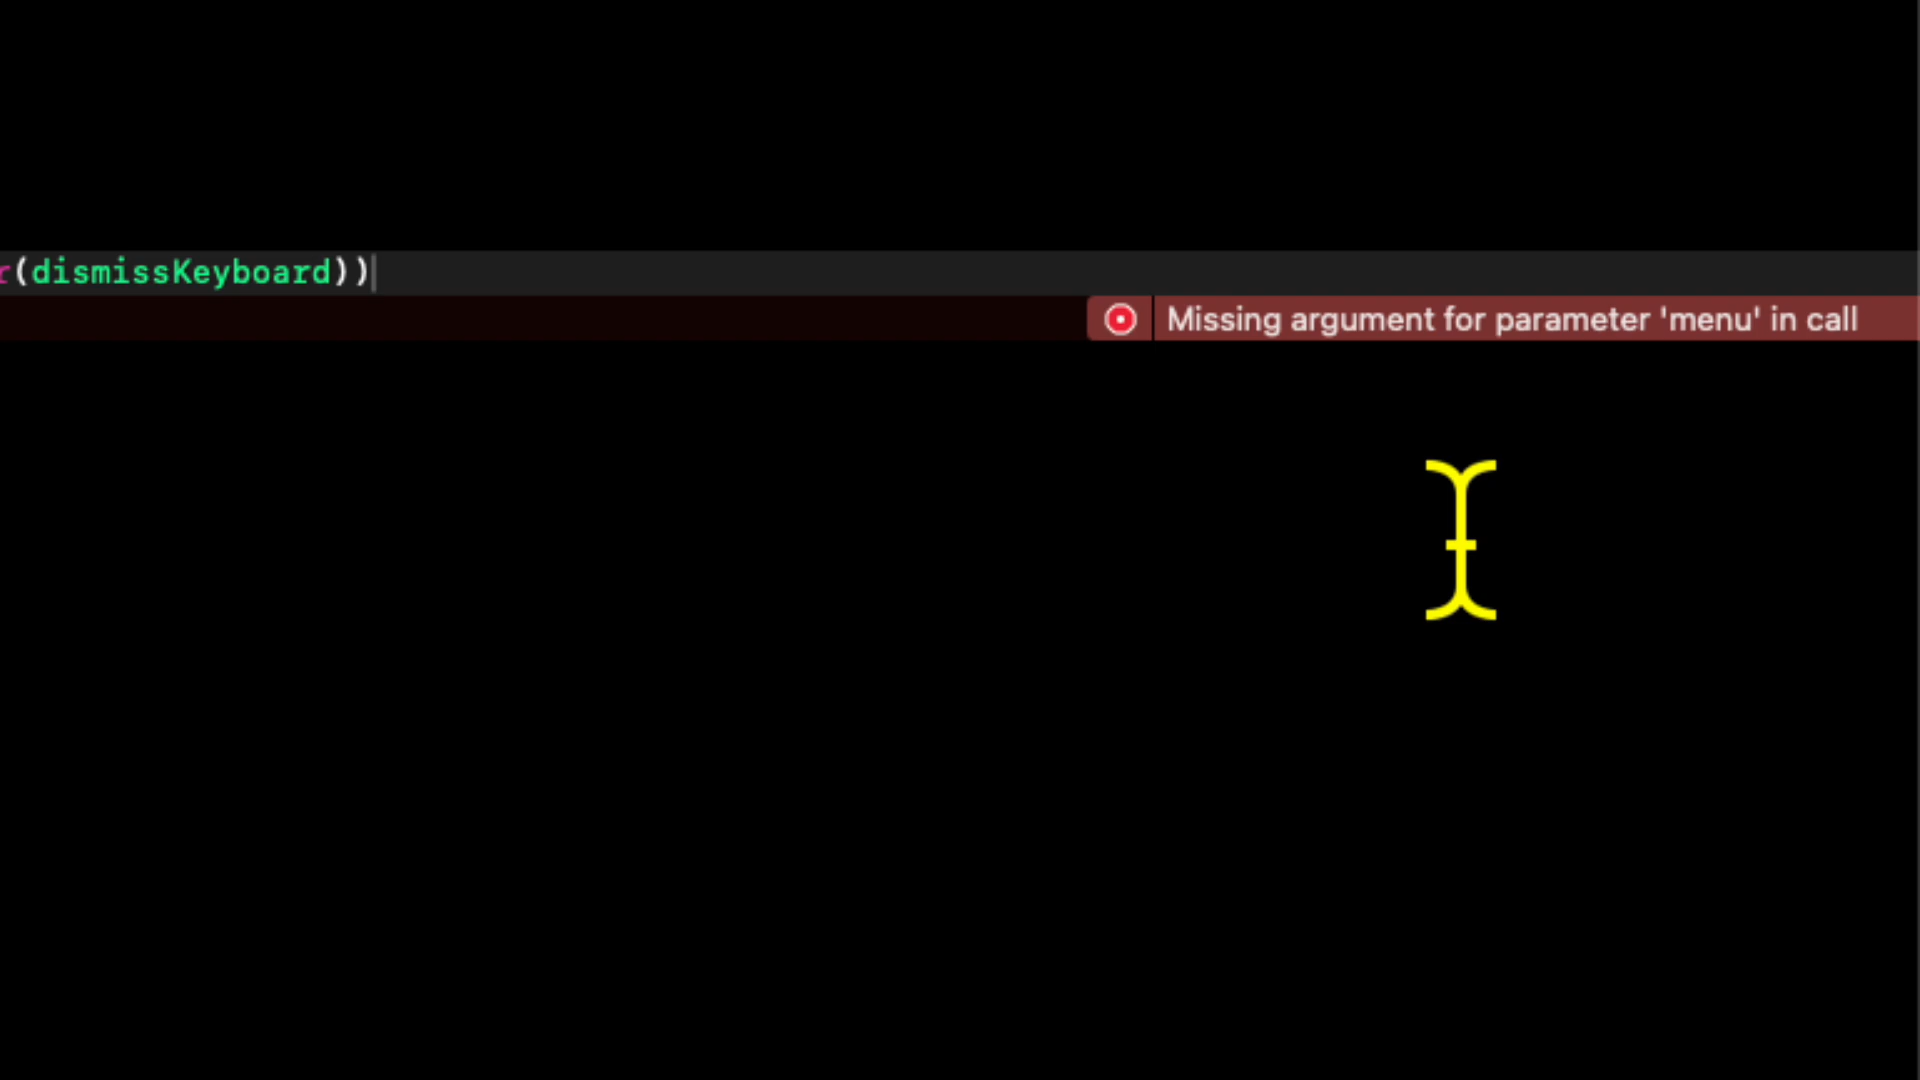 r(dismissKeyboard))
Missing argument for parameter 'menu' in call